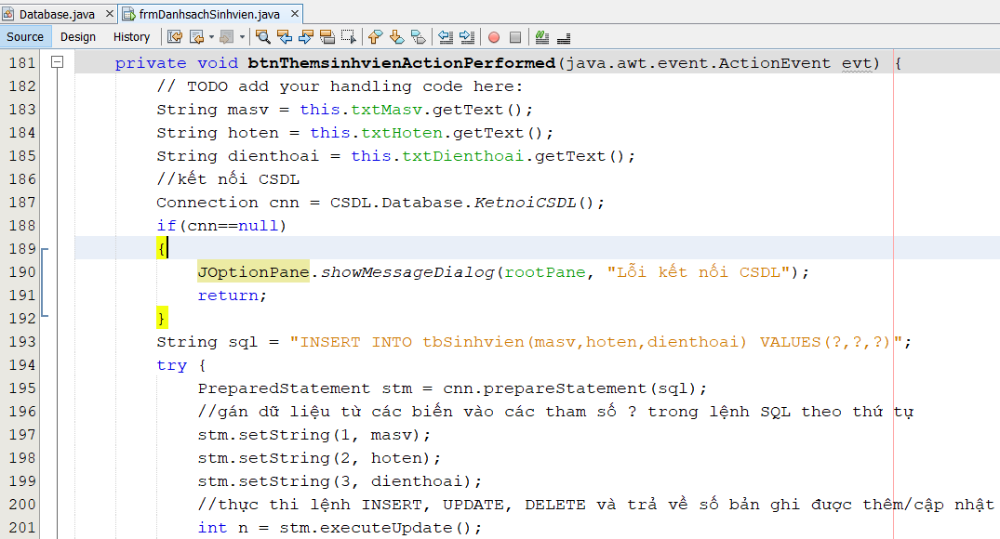 Database.java × frmDanhsachSinhvien.java ×
Source Design History
181 private void btnThemsinhvienActionPerformed(java.awt.event.ActionEvent evt) {
182 // TODO add your handling code here:
183 String masv = this.txtMasv.getText();
184 String hoten = this.txtHoten.getText();
185 String dienthoai = this.txtDienthoai.getText();
186 //kết nối CSDL
187 Connection cnn = CSDL.Database.KetnoiCSDL();
188 if(cnn==null)
189 {
190 JOptionPane.showMessageDialog(rootPane, "Lỗi kết nối CSDL");
191 return;
192 }
193 String sql = "INSERT INTO tbSinhvien(masv,hoten,dienthoai) VALUES(?,?,?)";
194 try {
195 PreparedStatement stm = cnn.prepareStatement(sql);
196 //gán dữ liệu từ các biến vào các tham số ? trong lệnh SQL theo thứ tự
197 stm.setString(1, masv);
198 stm.setString(2, hoten);
199 stm.setString(3, dienthoai);
200 //thực thi lệnh INSERT, UPDATE, DELETE và trả về số bản ghi được thêm/cập nhật
201 int n = stm.executeUpdate();